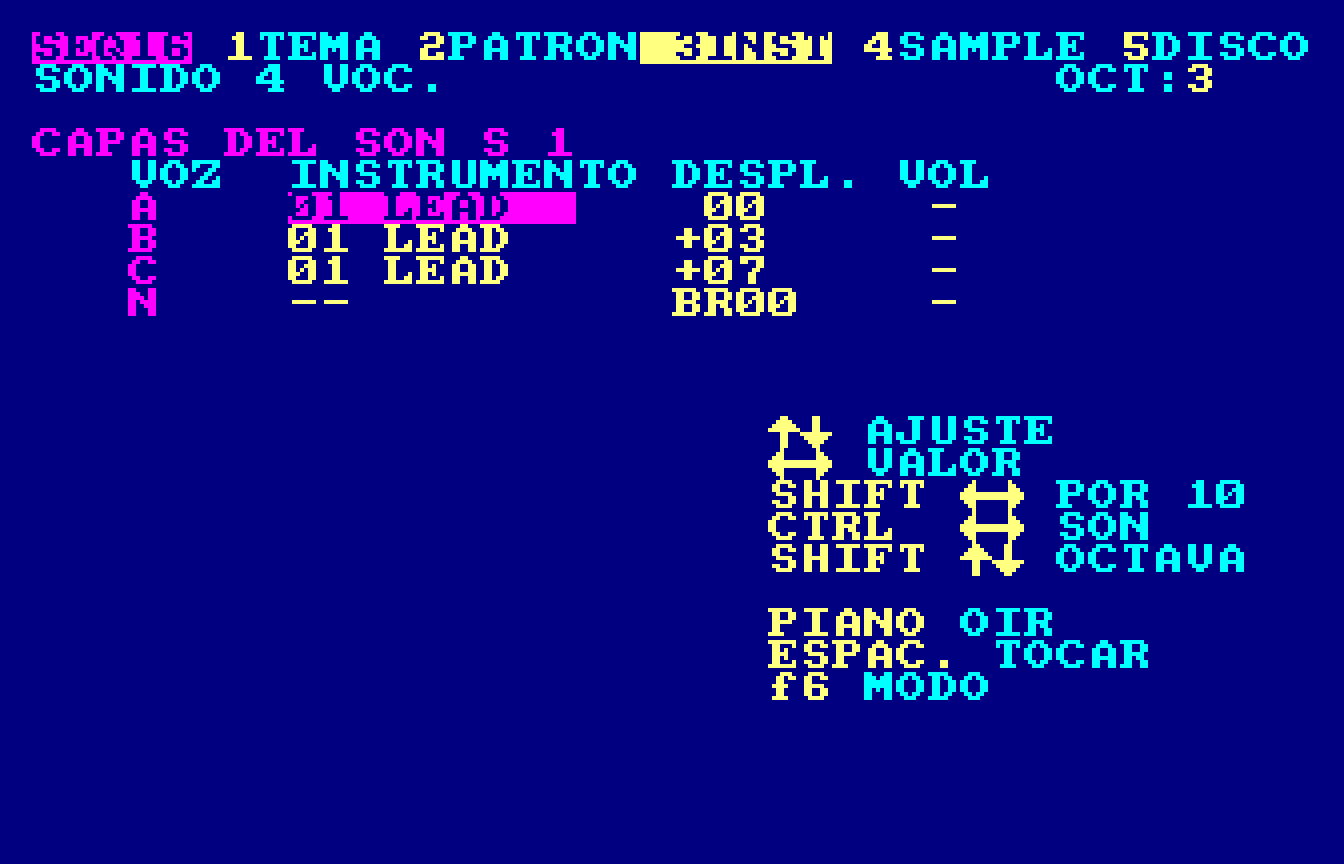 SEQ16 1TEMA 2PATRON 3INST 4SAMPLE 5DISCO
SONIDO 4 VOC. OCT:3
CAPAS DEL SON S 1
VOZ INSTRUMENTO DESPL. VOL
A 01 LEAD 00 -
B 01 LEAD +03 -
C 01 LEAD +07 -
N -- BR00 -
↑↓ AJUSTE
↔ VALOR
SHIFT ↔ POR 10
CTRL ↔ SON
SHIFT ↑↓ OCTAVA
PIANO OIR
ESPAC. TOCAR
f6 MODO